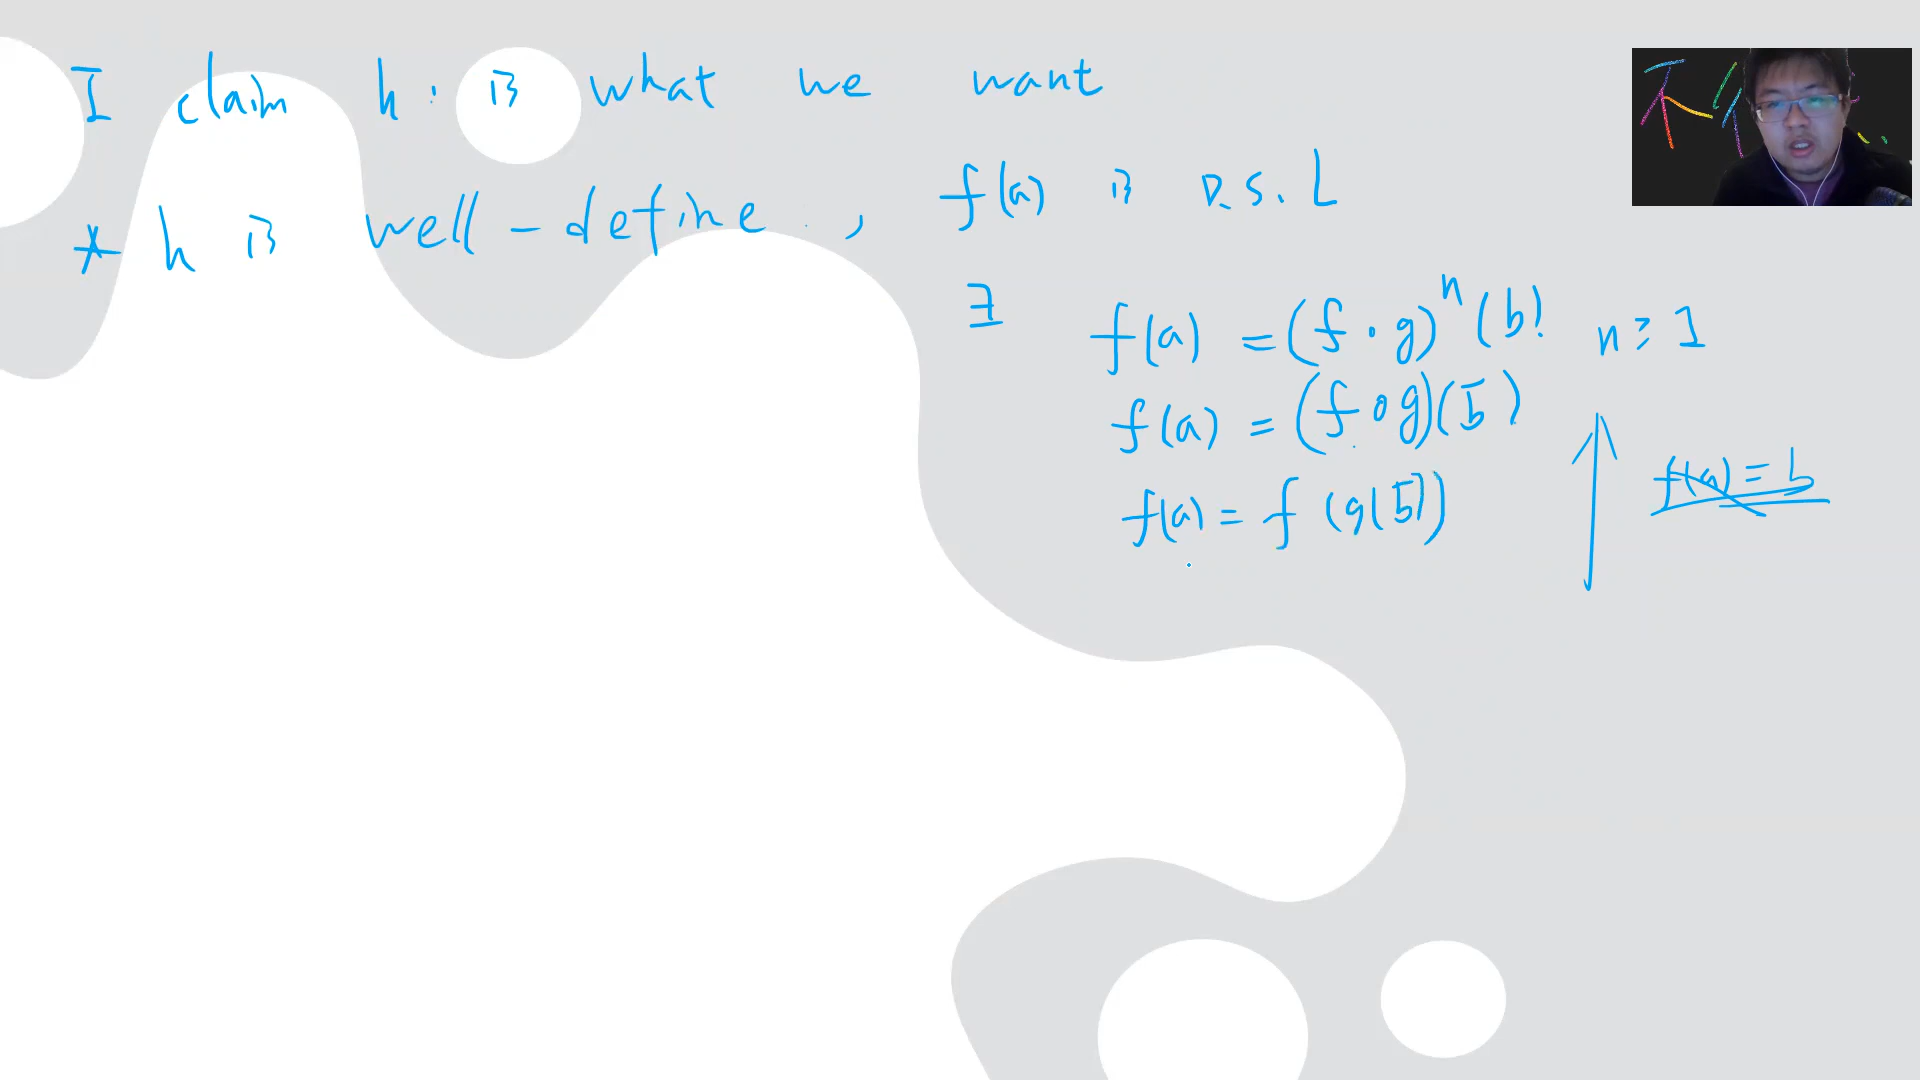 I claim h: is what we want
* h is well-define., f(a) is D.S.L
∃ f(a) = (f∘g)ⁿ(b) n ≥ 1
f(a) = (f∘g)(b̄)
f(a) = b
f(a) = f(g(b̄))